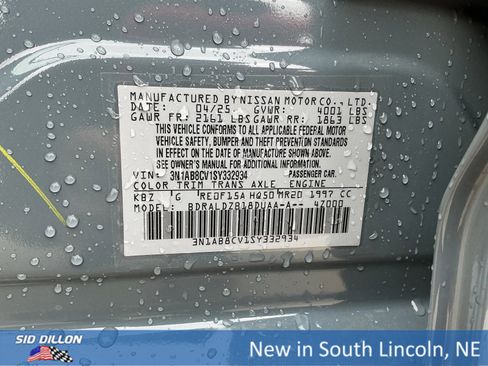 MANUFACTURED BY NISSAN MOTOR CO., LTD.
DATE: 04/25 GVWR: 4001 LBS
GAWR FR: 2161 LBS GAWR RR: 1863 LBS
THIS VEHICLE CONFORMS TO ALL APPLICABLE FEDERAL MOTOR
VEHICLE SAFETY, BUMPER, AND THEFT PREVENTION STANDARDS
IN EFFECT ON THE DATE OF MANUFACTURE SHOWN ABOVE.
SEE OWNER'S MANUAL FOR ADDITIONAL INFORMATION.
VIN: 3N1AB8CV1SY332934 PASSENGER CAR.
COLOR TRIM TRANS AXLE ENGINE
KBZ G RE0F15A HQ50 MR20 1997 CC
MODEL: BDRALDZB18DUAA-A-- 4Z000
3N1AB8CV1SY332934
SID DILLON
New in South Lincoln, NE